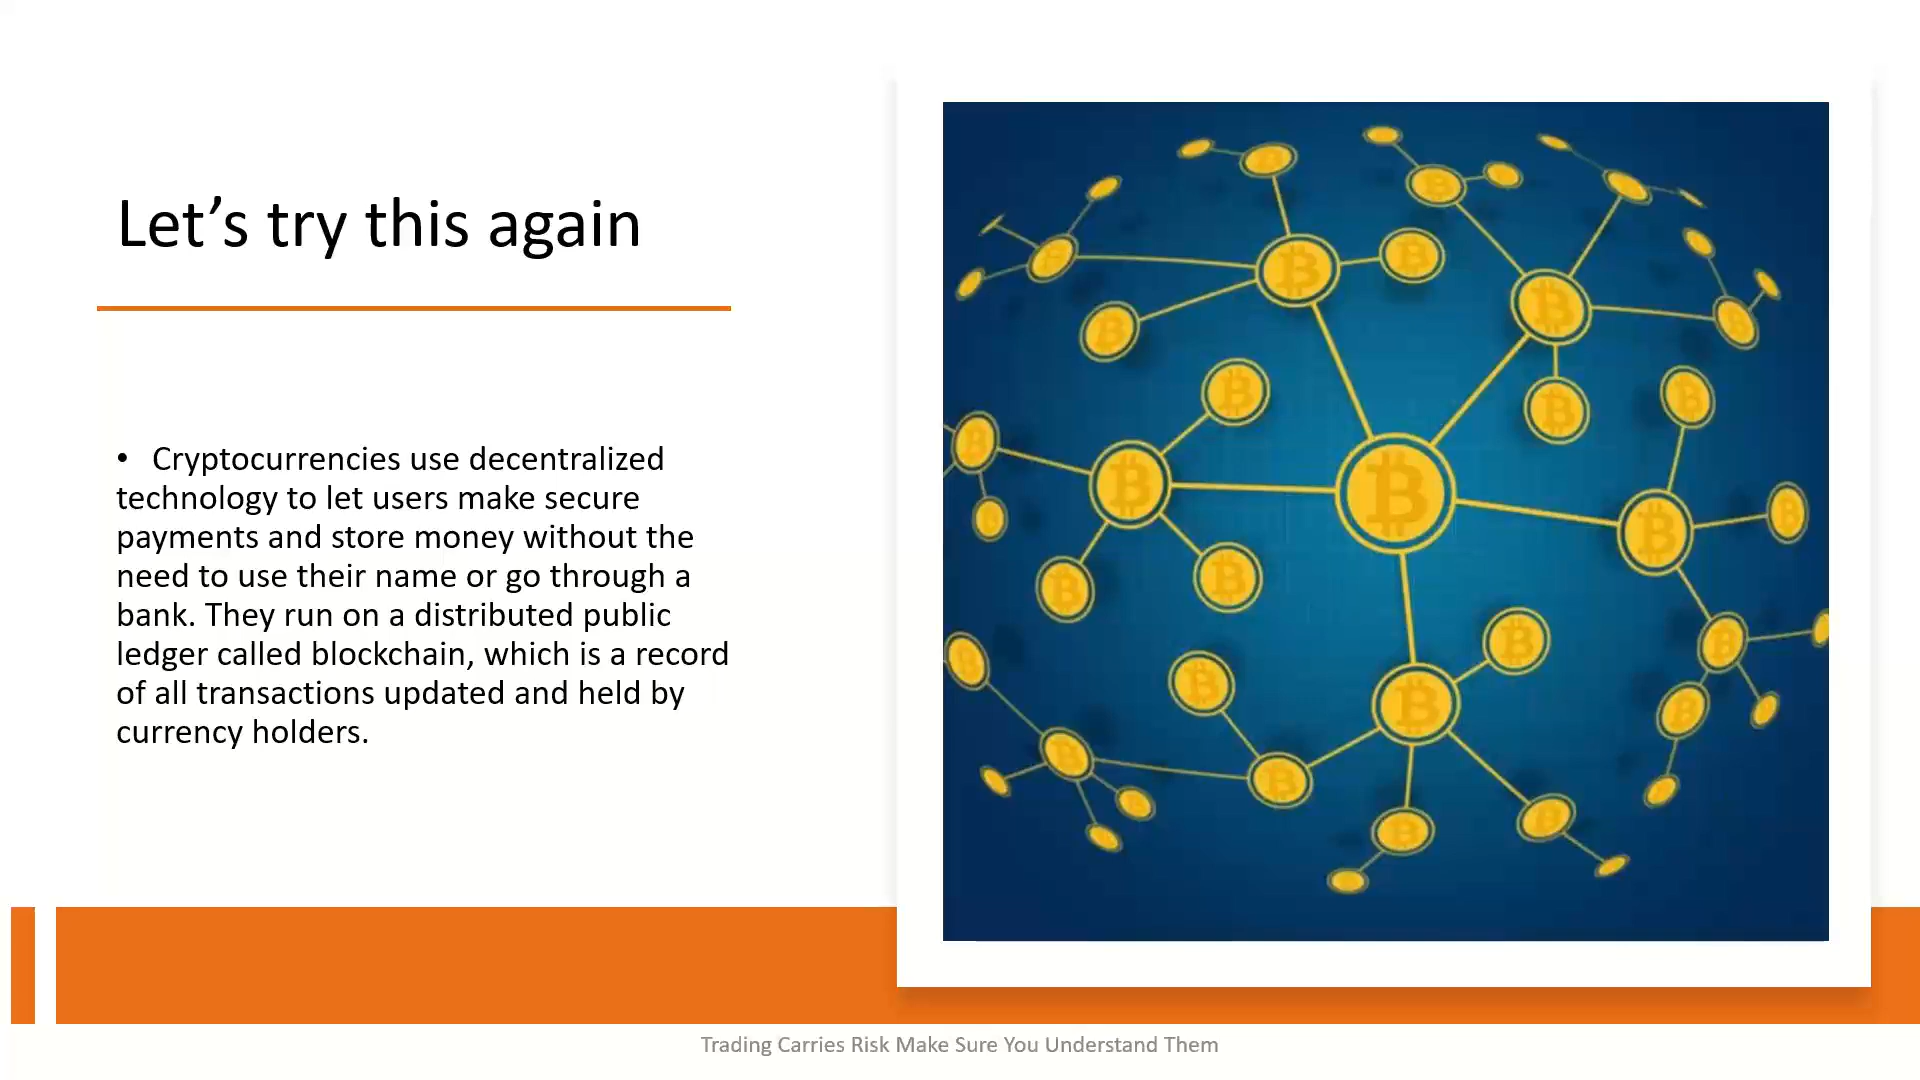 Let’s try this again
• Cryptocurrencies use decentralized
technology to let users make secure
payments and store money without the
need to use their name or go through a
bank. They run on a distributed public
ledger called blockchain, which is a record
of all transactions updated and held by
currency holders.
Trading Carries Risk Make Sure You Understand Them